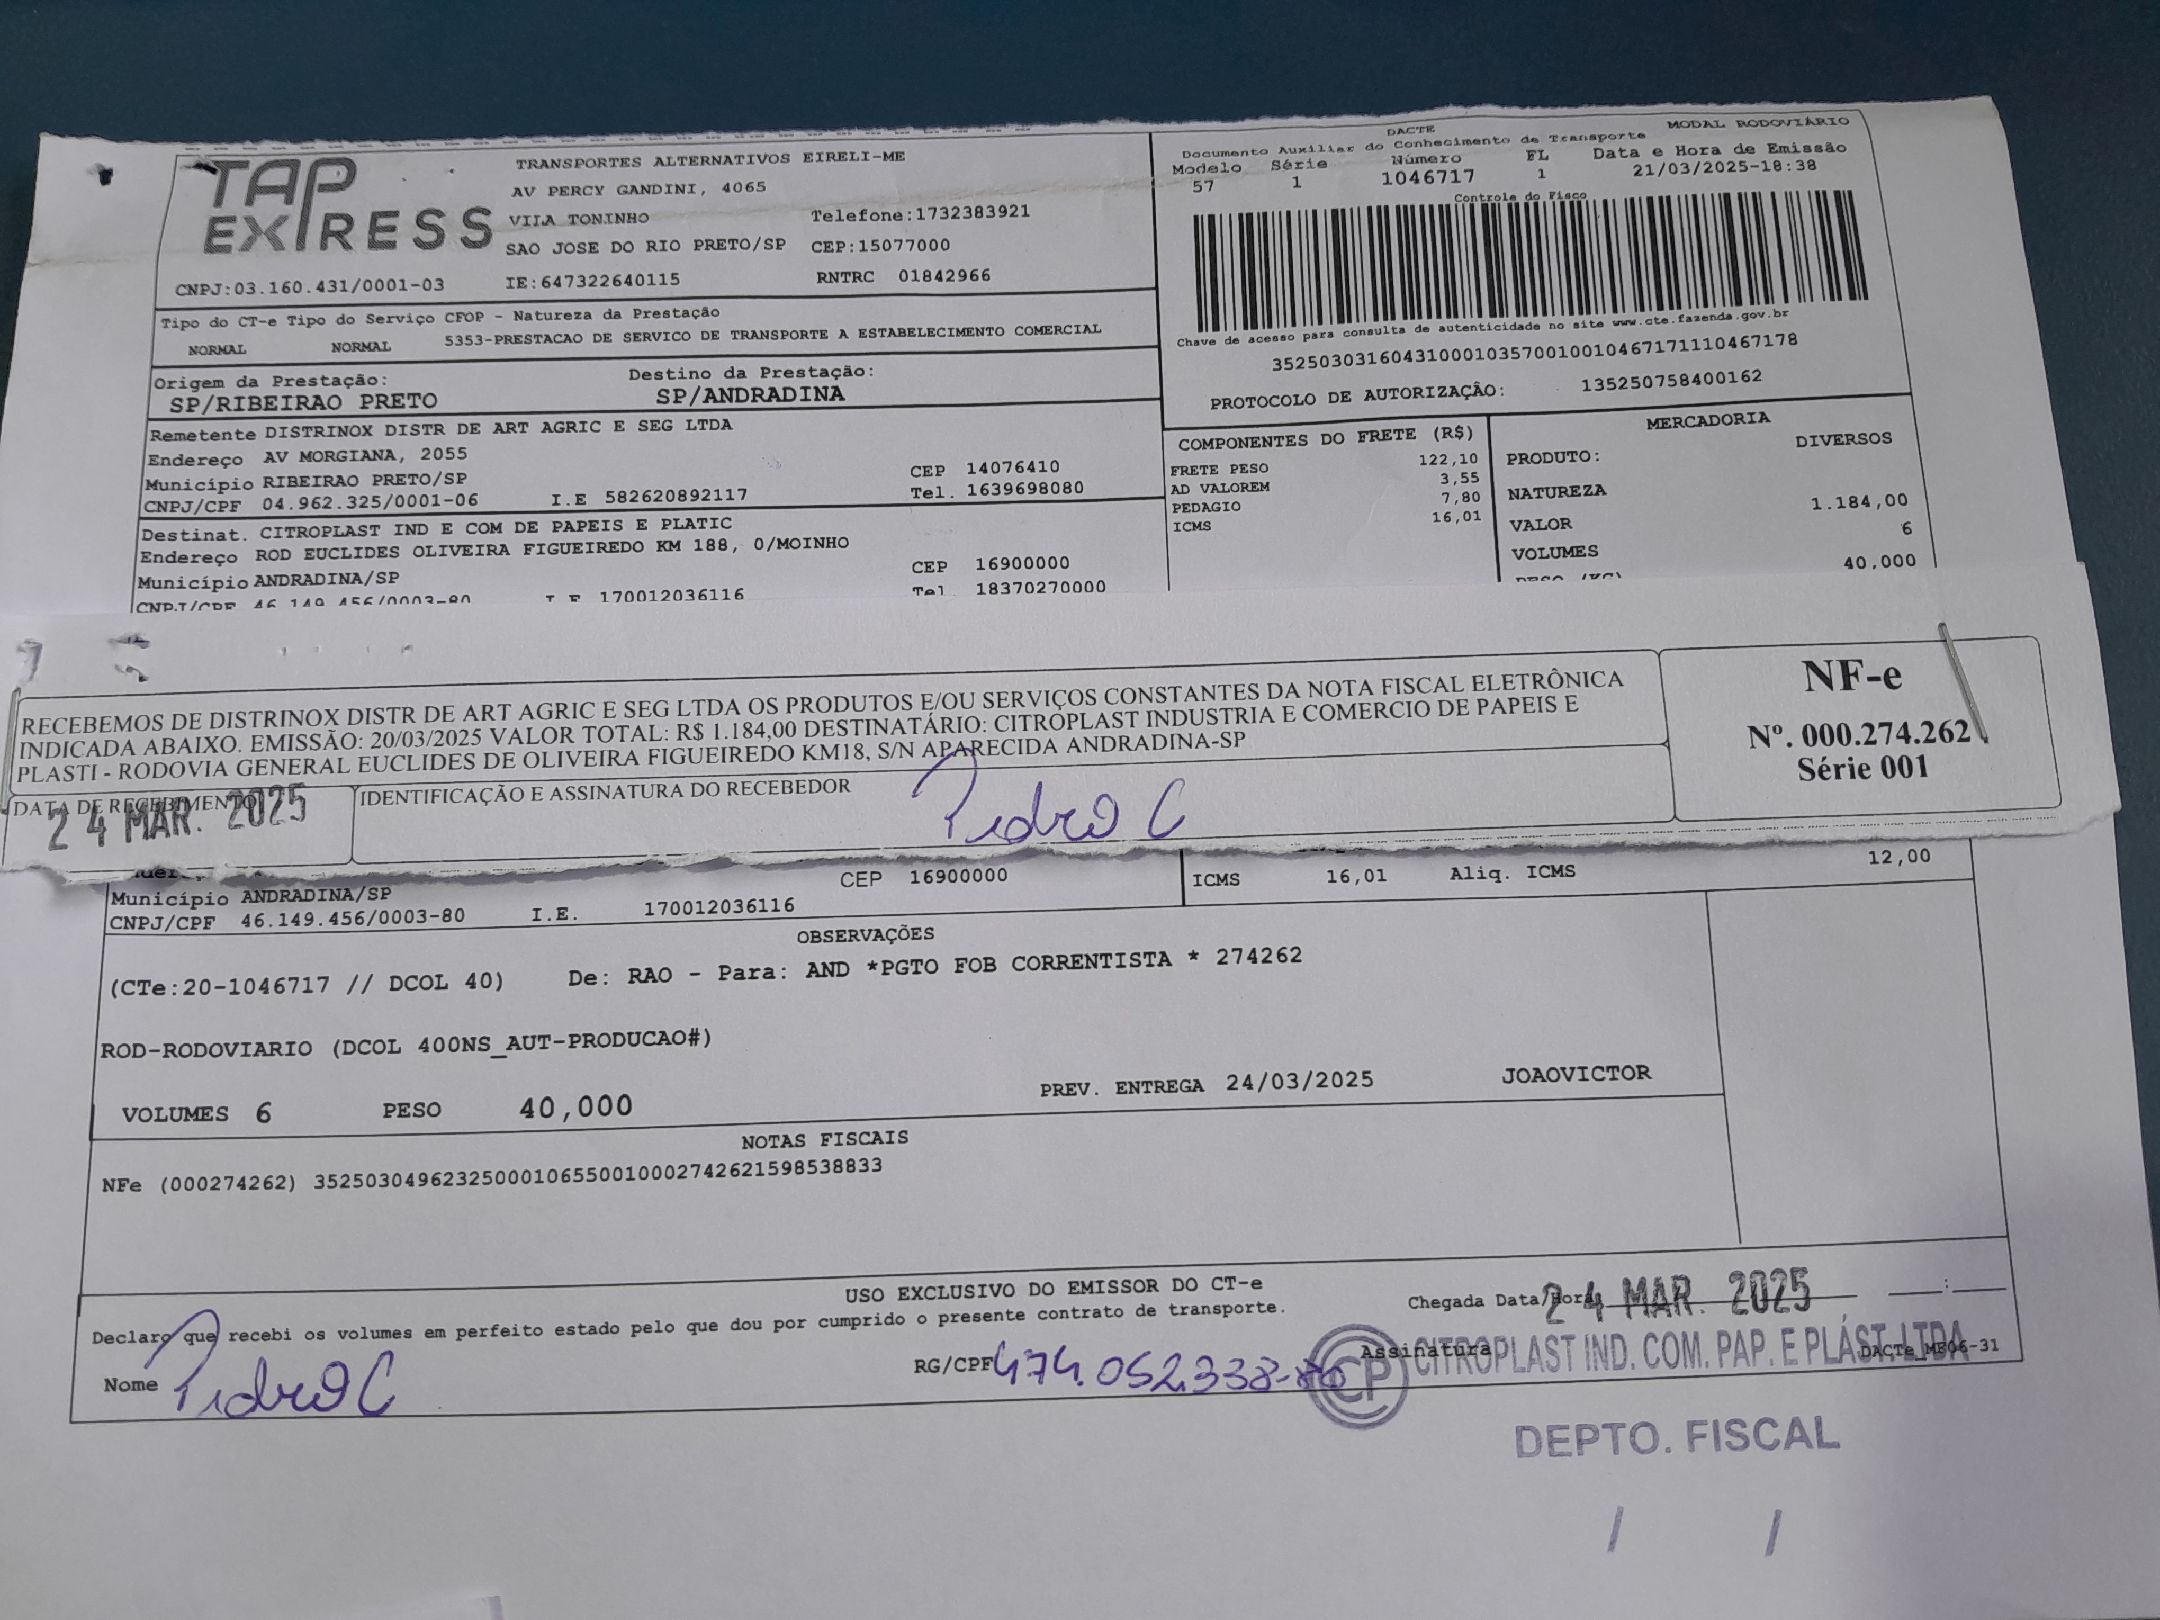 TAP EXPRESS
TRANSPORTES ALTERNATIVOS EIRELI-ME
AV PERCY GANDINI, 4065
VILA TONINHO Telefone:1732383921
SAO JOSE DO RIO PRETO/SP CEP:15077000
CNPJ:03.160.431/0001-03 IE:647322640115 RNTRC 01842966
DACTE MODAL RODOVIÁRIO
Documento Auxiliar do Conhecimento de Transporte
Modelo Série Número FL Data e Hora de Emissão
57 1 1046717 1 21/03/2025-18:38
Controle do Fisco
Chave de acesso para consulta de autenticidade no site www.cte.fazenda.gov.br
35250303160431000103570010010467171110467178
PROTOCOLO DE AUTORIZAÇÃO: 135250758400162
Tipo do CT-e Tipo do Serviço CFOP - Natureza da Prestação
NORMAL NORMAL 5353-PRESTACAO DE SERVICO DE TRANSPORTE A ESTABELECIMENTO COMERCIAL
Origem da Prestação: Destino da Prestação:
SP/RIBEIRAO PRETO SP/ANDRADINA
Remetente DISTRINOX DISTR DE ART AGRIC E SEG LTDA
Endereço AV MORGIANA, 2055
Município RIBEIRAO PRETO/SP CEP 14076410
CNPJ/CPF 04.962.325/0001-06 I.E 582620892117 Tel. 1639698080
Destinat. CITROPLAST IND E COM DE PAPEIS E PLATIC
Endereço ROD EUCLIDES OLIVEIRA FIGUEIREDO KM 188, 0/MOINHO
Município ANDRADINA/SP CEP 16900000
CNPJ/CPF 46.149.456/0003-80 I.E 170012036116 Tel. 18370270000
COMPONENTES DO FRETE (R$)
FRETE PESO 122,10
AD VALOREM 3,55
PEDAGIO 7,80
ICMS 16,01
MERCADORIA
PRODUTO: DIVERSOS
NATUREZA
VALOR 1.184,00
VOLUMES 6
PESO (KG) 40,000
RECEBEMOS DE DISTRINOX DISTR DE ART AGRIC E SEG LTDA OS PRODUTOS E/OU SERVIÇOS CONSTANTES DA NOTA FISCAL ELETRÔNICA
INDICADA ABAIXO. EMISSÃO: 20/03/2025 VALOR TOTAL: R$ 1.184,00 DESTINATÁRIO: CITROPLAST INDUSTRIA E COMERCIO DE PAPEIS E
PLASTI - RODOVIA GENERAL EUCLIDES DE OLIVEIRA FIGUEIREDO KM18, S/N APARECIDA ANDRADINA-SP
DATA DE RECEBIMENTO IDENTIFICAÇÃO E ASSINATURA DO RECEBEDOR
24 MAR. 2025 Pedro C
NF-e
Nº. 000.274.262
Série 001
Município ANDRADINA/SP CEP 16900000
CNPJ/CPF 46.149.456/0003-80 I.E. 170012036116
ICMS 16,01 Aliq. ICMS 12,00
OBSERVAÇÕES
(CTe:20-1046717 // DCOL 40) De: RAO - Para: AND *PGTO FOB CORRENTISTA * 274262
ROD-RODOVIARIO (DCOL 400NS_AUT-PRODUCAO#)
VOLUMES 6 PESO 40,000 PREV. ENTREGA 24/03/2025 JOAOVICTOR
NOTAS FISCAIS
NFe (000274262) 35250304962325000106550010002742621598538833
USO EXCLUSIVO DO EMISSOR DO CT-e
Declaro que recebi os volumes em perfeito estado pelo que dou por cumprido o presente contrato de transporte.
Chegada Data/Hora 24 MAR. 2025 :
Nome Pedro C RG/CPF 474.052.338- Assinatura
CP CITROPLAST IND. COM. PAP. E PLÁST. LTDA
DACTe_MF06-31
DEPTO. FISCAL
/ /